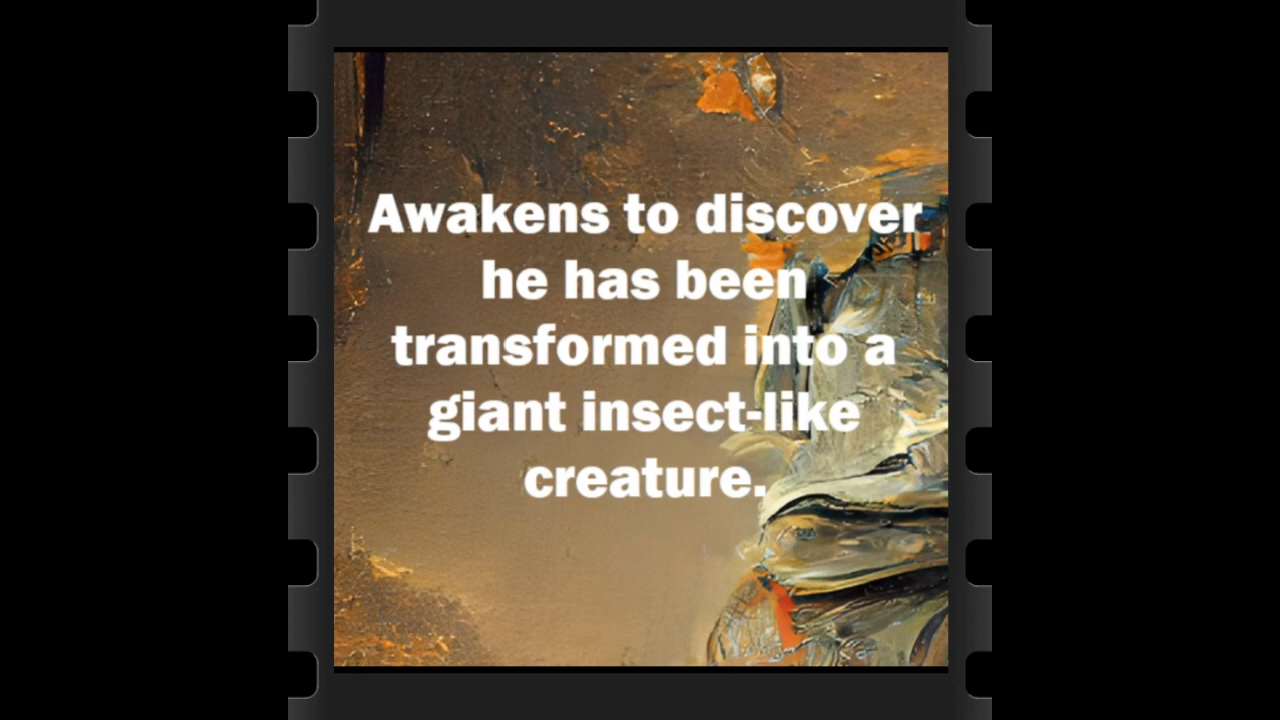 Awakens to discover
he has been
transformed into a
giant insect-like
creature.